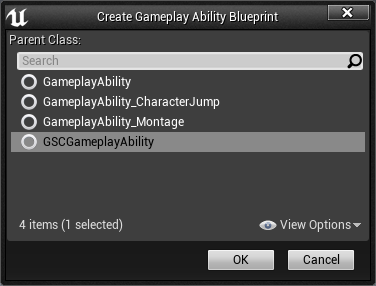 Create Gameplay Ability Blueprint
Parent Class:
Search
GameplayAbility
GameplayAbility_CharacterJump
GameplayAbility_Montage
GSCGameplayAbility
4 items (1 selected)
View Options
OK
Cancel